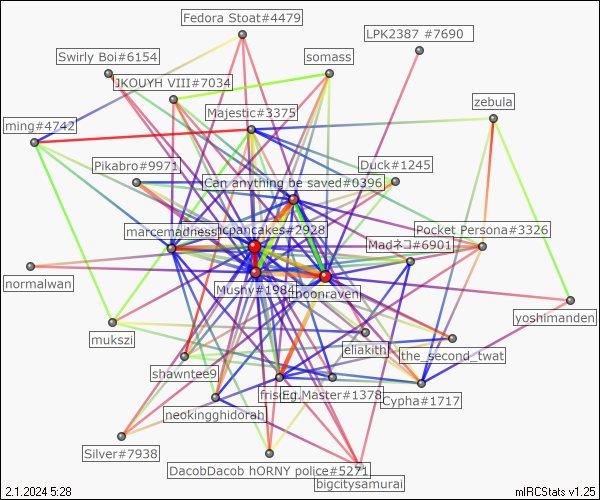 Fedora Stoat#4479
LPK2387 #7690
Swirly Boi#6154
somass
JKOUYH VIII#7034
zebula
Majestic#3375
ming#4742
Pikabro#9971
Duck#1245
Can anything be saved#0396
marcemadness
pancakes#2928
Pocket Persona#3326
Madネコ#6901
normalwan
Mushy#1984
noonraven
yoshimanden
mukszi
eliakith
the_second_twat
shawntee9
Eg.Master#1378
Cypha#1717
neokingghidorah
Silver#7938
DacobDacob hORNY police#5271
bigcitysamurai
2.1.2024 5:28
mIRCStats v1.25